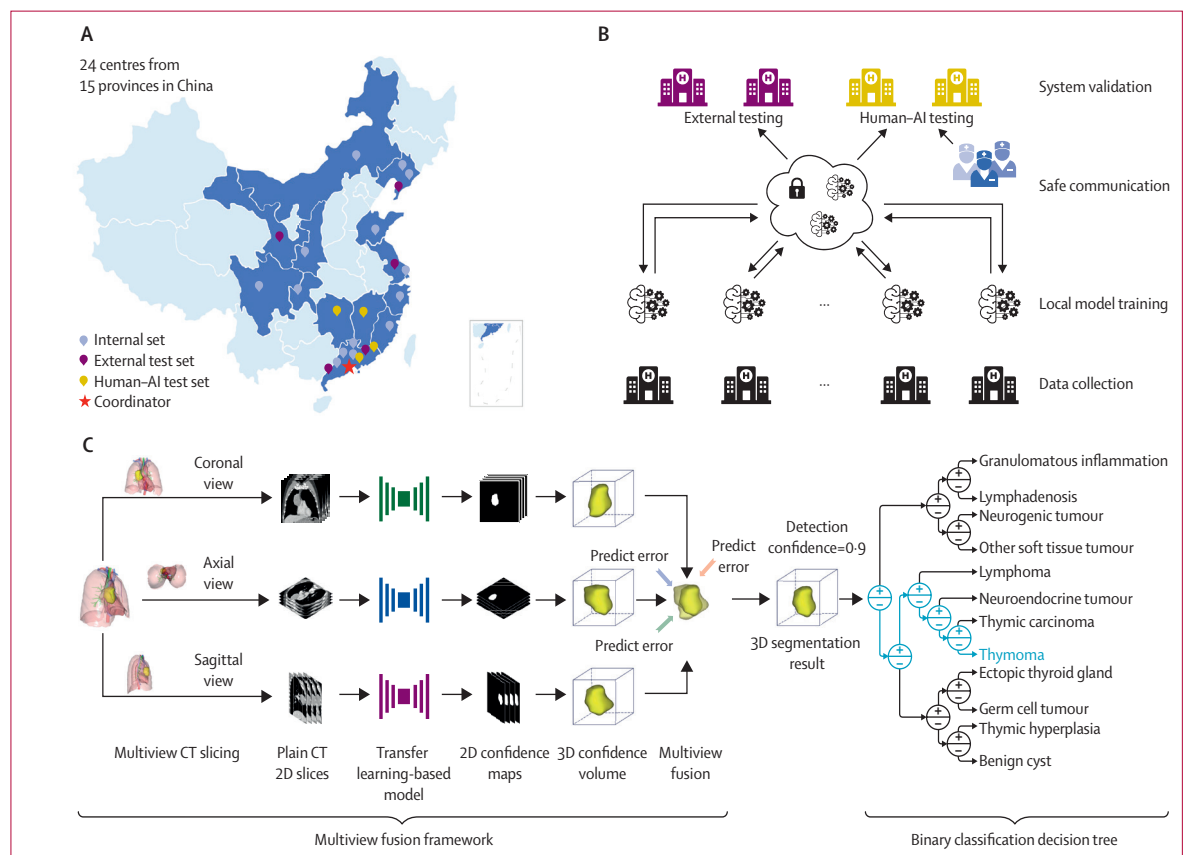 A
24 centres from
15 provinces in China
Internal set
External test set
Human–AI test set
Coordinator
B
H
H
H
H
External testing
Human–AI testing
System validation
Safe communication
...
Local model training
H
H
...
H
H
Data collection
C
Coronal
view
Axial
view
Sagittal
view
Predict error
Predict
error
Predict error
Detection
confidence=0·9
3D segmentation
result
Multiview CT slicing
Plain CT
2D slices
Transfer
learning-based
model
2D confidence
maps
3D confidence
volume
Multiview
fusion
Granulomatous inflammation
Lymphadenosis
Neurogenic tumour
Other soft tissue tumour
Lymphoma
Neuroendocrine tumour
Thymic carcinoma
Thymoma
Ectopic thyroid gland
Germ cell tumour
Thymic hyperplasia
Benign cyst
Multiview fusion framework
Binary classification decision tree